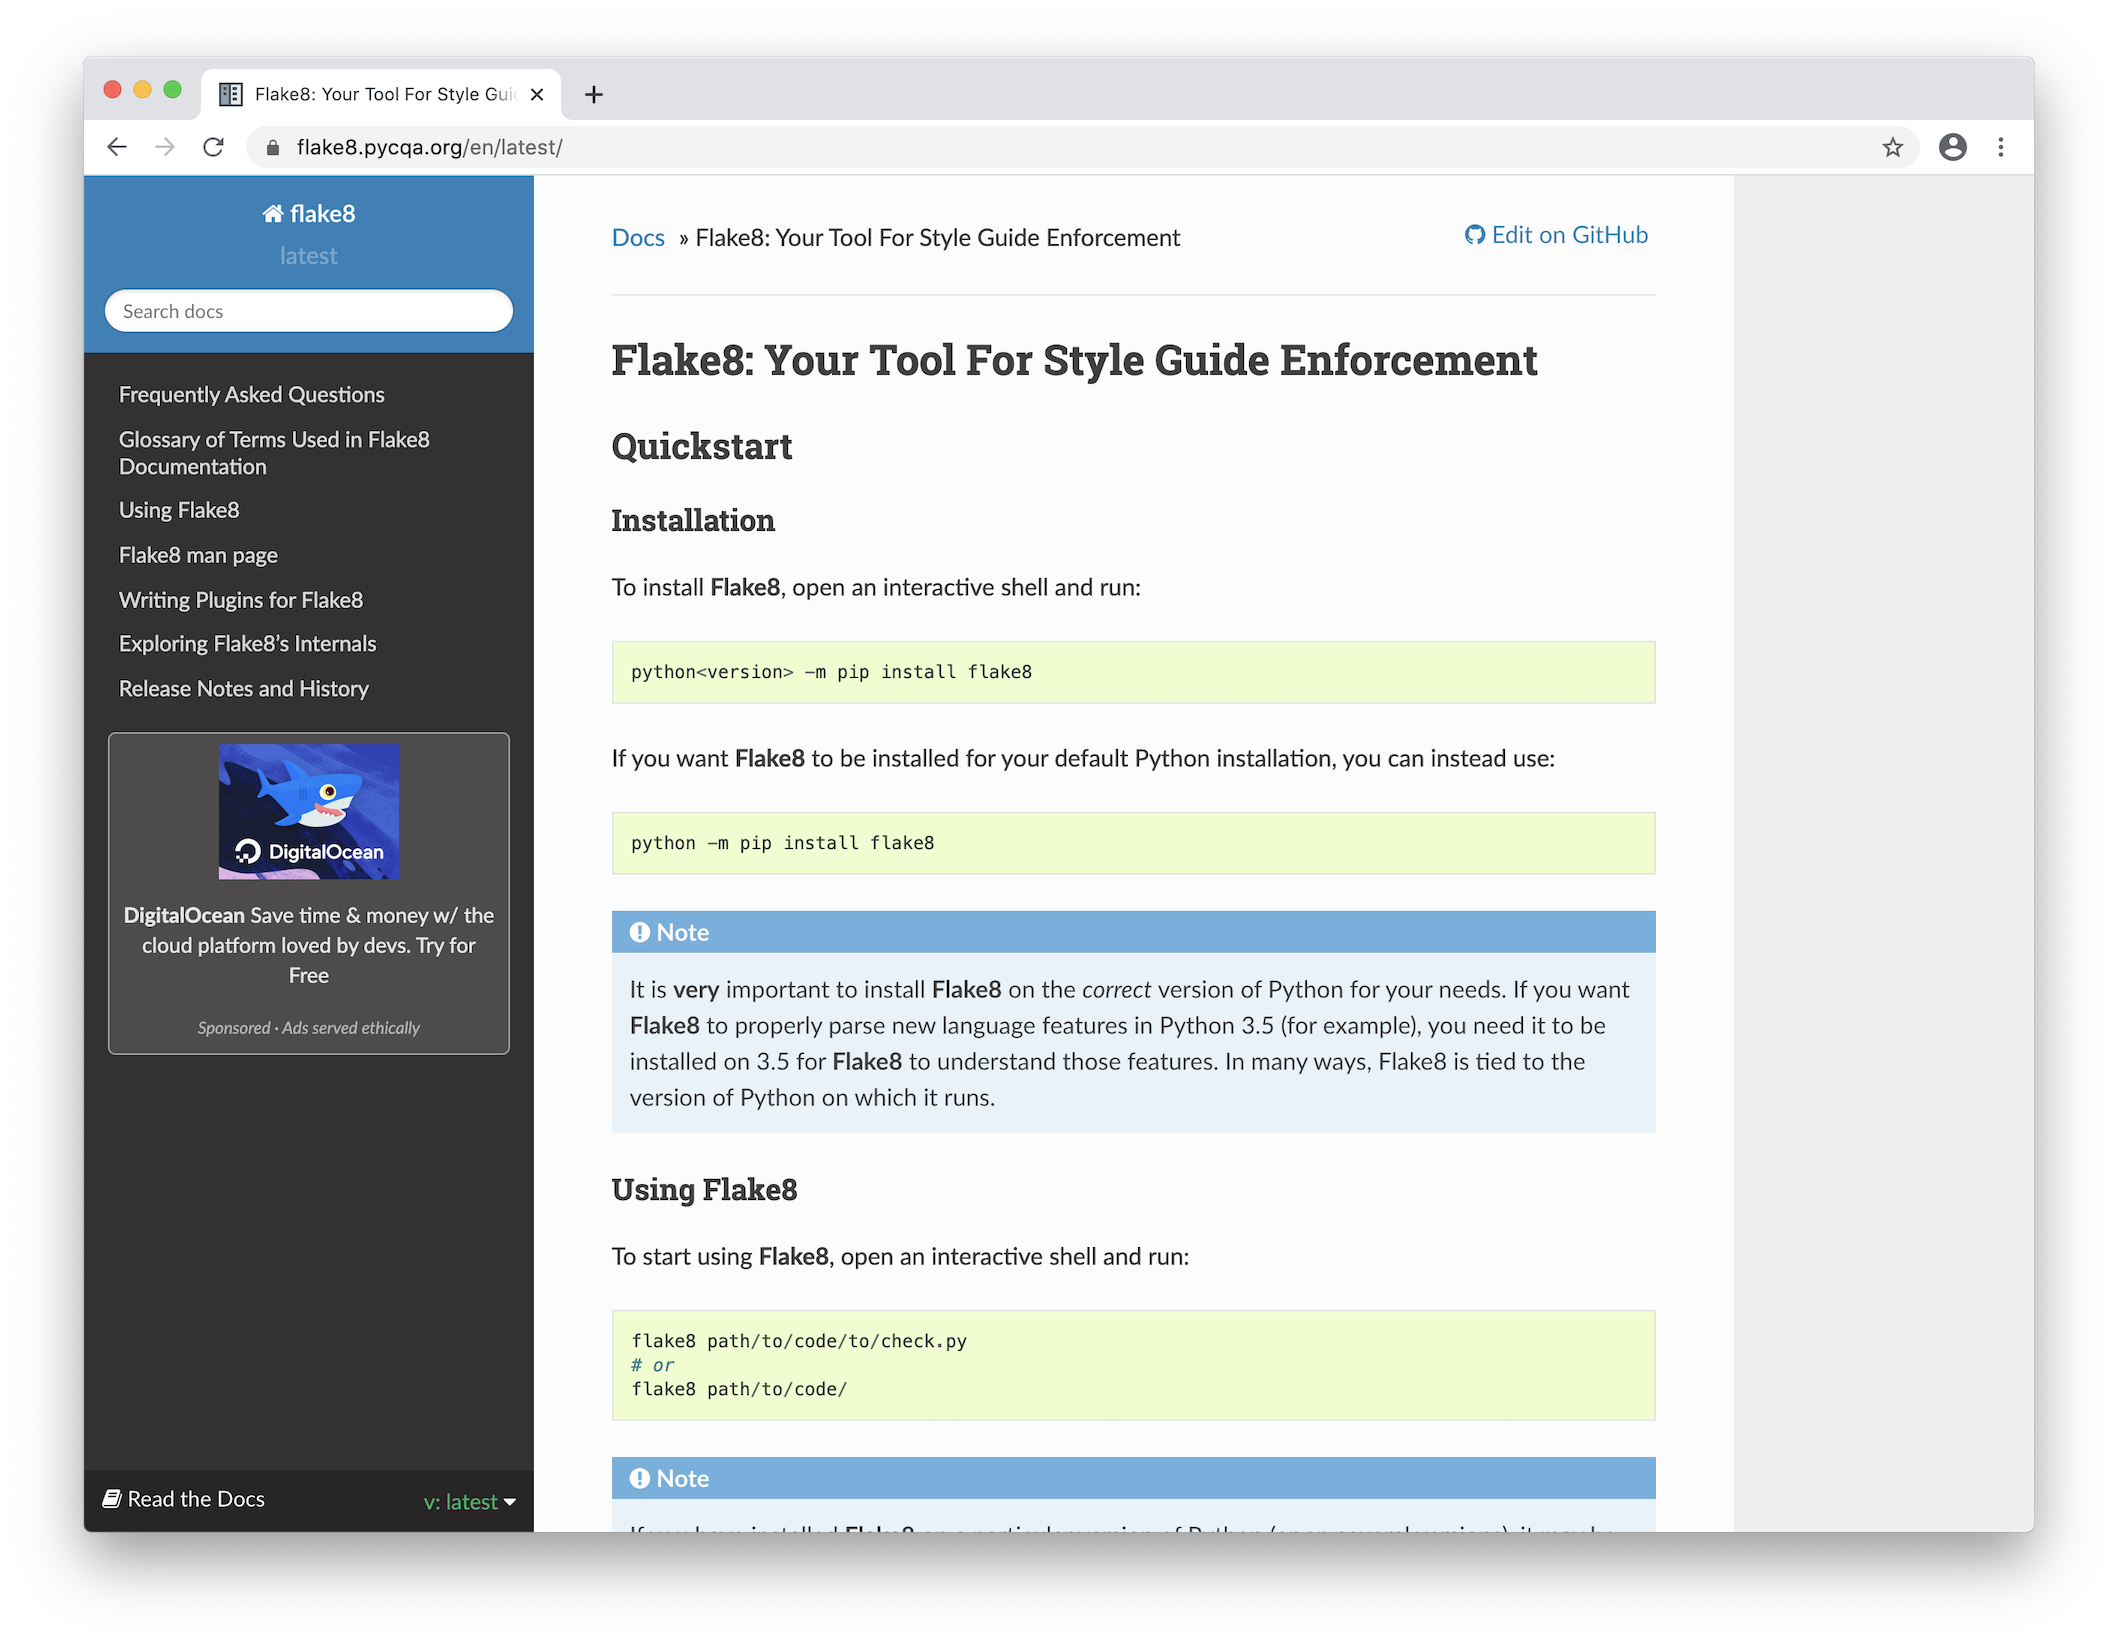 Flake8: Your Tool For Style Gui
flake8.pycqa.org/en/latest/
flake8
latest
Search docs
Frequently Asked Questions
Glossary of Terms Used in Flake8
Documentation
Using Flake8
Flake8 man page
Writing Plugins for Flake8
Exploring Flake8's Internals
Release Notes and History
DigitalOcean
DigitalOcean Save time & money w/ the
cloud platform loved by devs. Try for
Free
Sponsored · Ads served ethically
Read the Docs
v: latest
Docs » Flake8: Your Tool For Style Guide Enforcement
Edit on GitHub
Flake8: Your Tool For Style Guide Enforcement
Quickstart
Installation
To install Flake8, open an interactive shell and run:
python<version> -m pip install flake8
If you want Flake8 to be installed for your default Python installation, you can instead use:
python -m pip install flake8
Note
It is very important to install Flake8 on the correct version of Python for your needs. If you want
Flake8 to properly parse new language features in Python 3.5 (for example), you need it to be
installed on 3.5 for Flake8 to understand those features. In many ways, Flake8 is tied to the
version of Python on which it runs.
Using Flake8
To start using Flake8, open an interactive shell and run:
flake8 path/to/code/to/check.py
# or
flake8 path/to/code/
Note